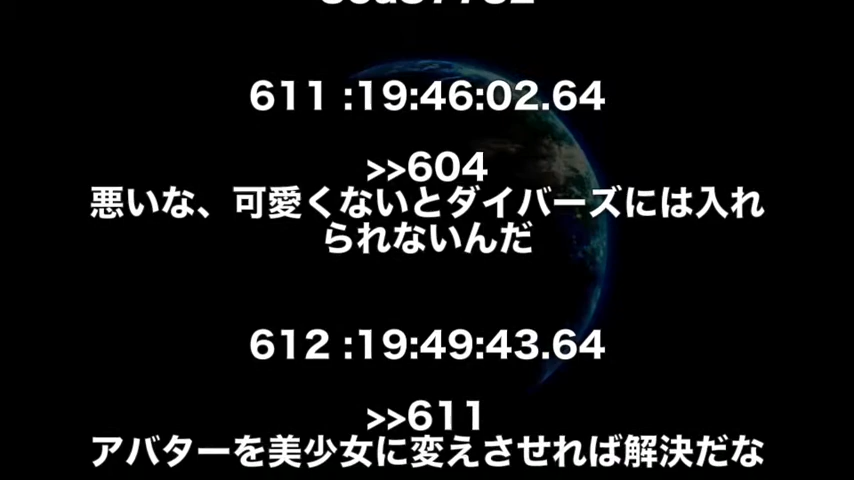 611 :19:46:02.64
>>604
悪いな、可愛くないとダイバーズには入れ
られないんだ
612 :19:49:43.64
>>611
アバターを美少女に変えさせれば解決だな